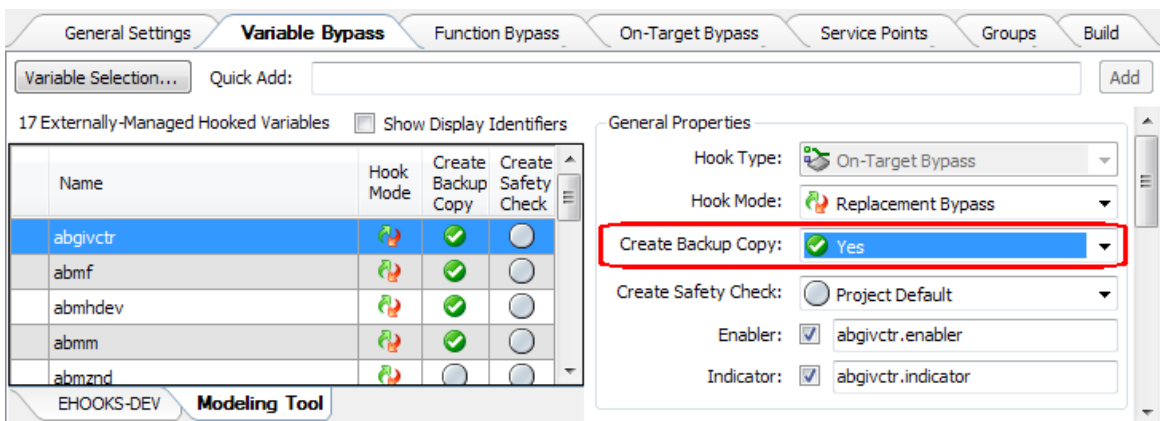 General Settings Variable Bypass Function Bypass On-Target Bypass Service Points Groups Build
Variable Selection... Quick Add: Add
17 Externally-Managed Hooked Variables Show Display Identifiers
Name Hook Mode Create Backup Copy Create Safety Check
abgivctr
abmf
abmhdev
abmm
abmznd
EHOOKS-DEV Modeling Tool
General Properties
Hook Type: On-Target Bypass
Hook Mode: Replacement Bypass
Create Backup Copy: Yes
Create Safety Check: Project Default
Enabler: abgivctr.enabler
Indicator: abgivctr.indicator